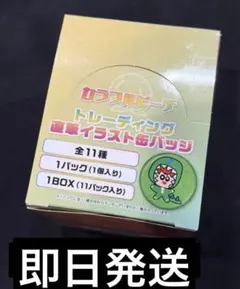 カラフルピーチ
トレーディング
直筆イラスト缶バッジ
全11種
1パック(1個入り)
1BOX(11パック入り)
即日発送